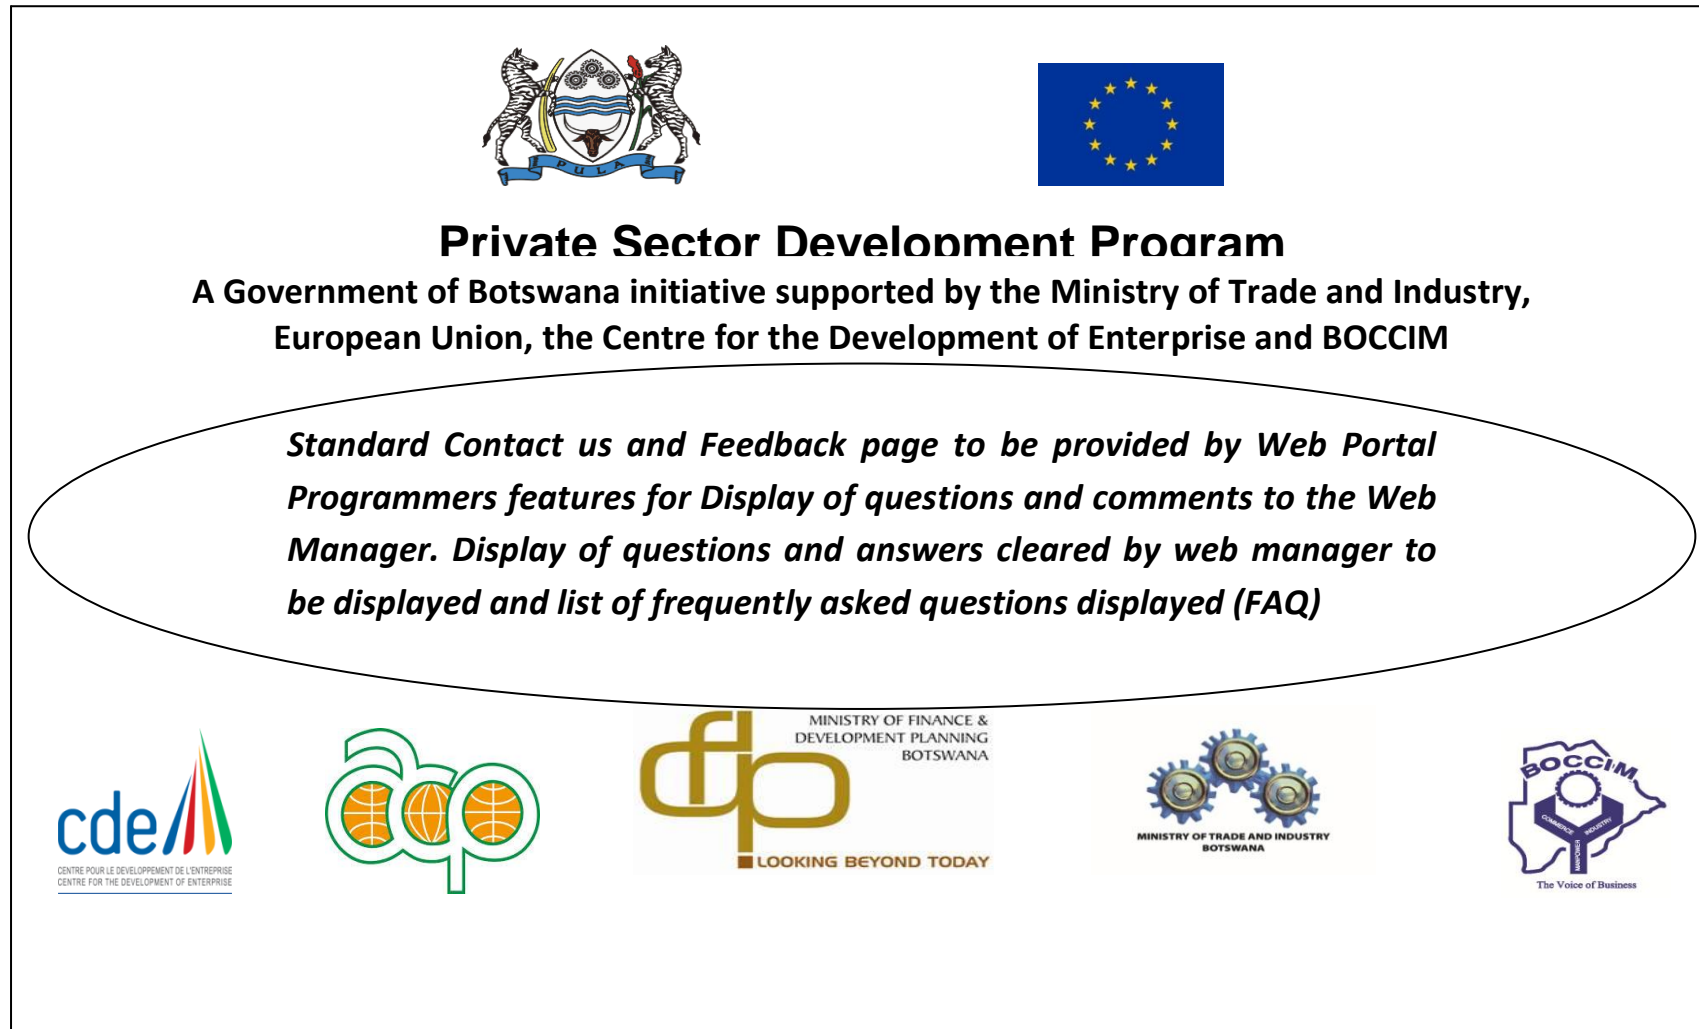 PULA
Private Sector Development Program
A Government of Botswana initiative supported by the Ministry of Trade and Industry,
European Union, the Centre for the Development of Enterprise and BOCCIM
Standard Contact us and Feedback page to be provided by Web Portal
Programmers features for Display of questions and comments to the Web
Manager. Display of questions and answers cleared by web manager to
be displayed and list of frequently asked questions displayed (FAQ)
cde
CENTRE POUR LE DEVELOPPEMENT DE L'ENTREPRISE
CENTRE FOR THE DEVELOPMENT OF ENTERPRISE
acp
MINISTRY OF FINANCE &
DEVELOPMENT PLANNING
BOTSWANA
fdp
LOOKING BEYOND TODAY
MINISTRY OF TRADE AND INDUSTRY
BOTSWANA
BOCCIM
COMMERCE
INDUSTRY
MANPOWER
The Voice of Business